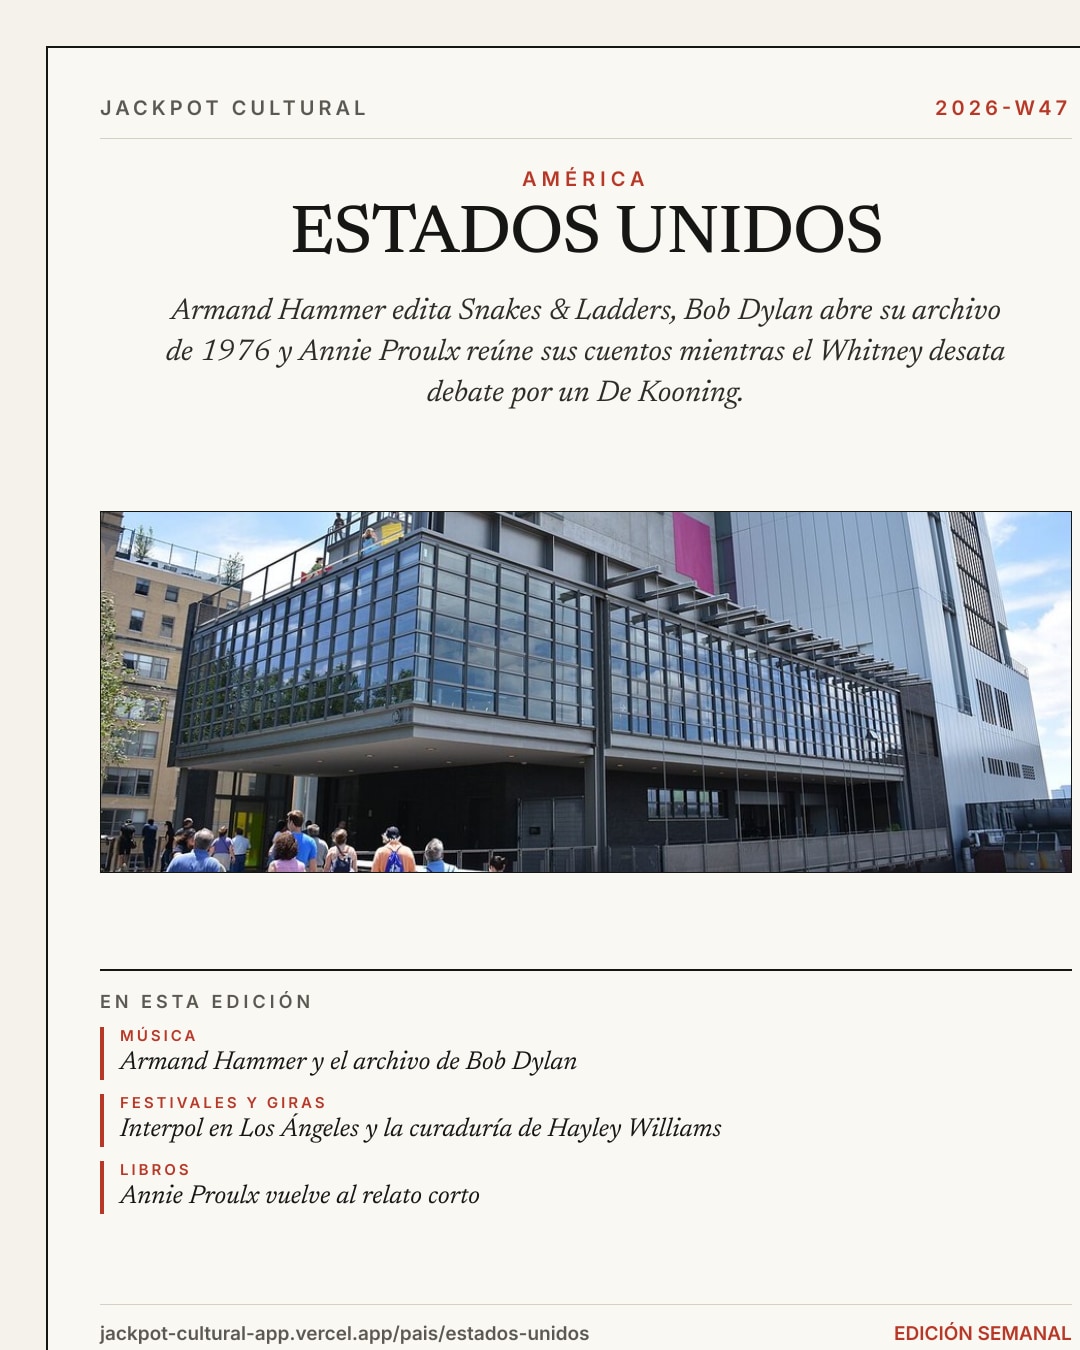 JACKPOT CULTURAL
2026-W47
AMÉRICA
ESTADOS UNIDOS
Armand Hammer edita Snakes & Ladders, Bob Dylan abre su archivo
de 1976 y Annie Proulx reúne sus cuentos mientras el Whitney desata
debate por un De Kooning.
EN ESTA EDICIÓN
MÚSICA
Armand Hammer y el archivo de Bob Dylan
FESTIVALES Y GIRAS
Interpol en Los Ángeles y la curaduría de Hayley Williams
LIBROS
Annie Proulx vuelve al relato corto
jackpot-cultural-app.vercel.app/pais/estados-unidos
EDICIÓN SEMANAL